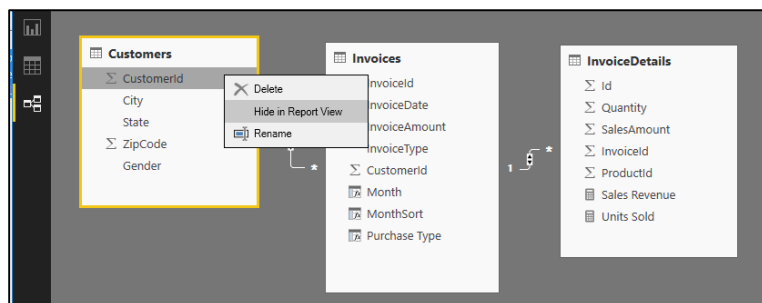 Customers
Σ CustomerId
City
State
Σ ZipCode
Gender
Delete
Hide in Report View
Rename
*
Invoices
InvoiceId
InvoiceDate
InvoiceAmount
InvoiceType
Σ CustomerId
Month
MonthSort
Purchase Type
1
*
InvoiceDetails
Σ Id
Σ Quantity
Σ SalesAmount
Σ InvoiceId
Σ ProductId
Sales Revenue
Units Sold